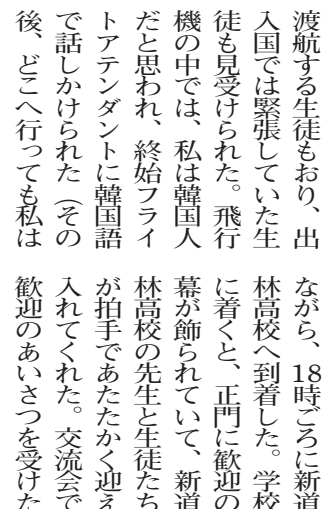 渡航する生徒もおり、出
入国では緊張していた生
徒も見受けられた。飛行
機の中では、私は韓国人
だと思われ、終始フライ
トアテンダントに韓国語
で話しかけられた（その
後、どこへ行っても私は
ながら、18時ごろに新道
林高校へ到着した。学校
に着くと、正門に歓迎の
幕が飾られていて、新道
林高校の先生と生徒たち
が拍手であたたかく迎え
入れてくれた。交流会で
歓迎のあいさつを受けた